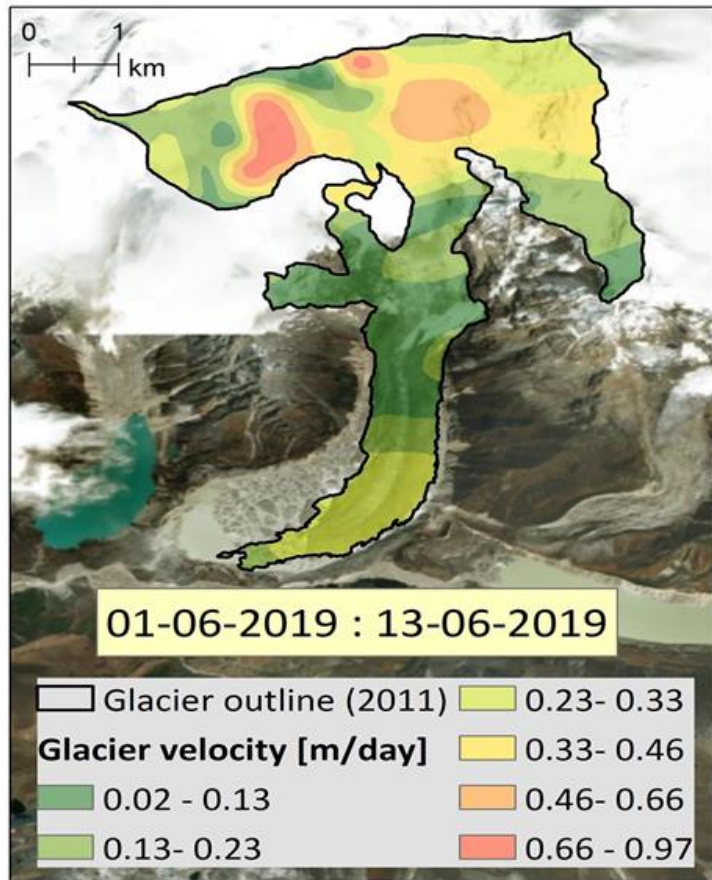 0 1
km
01-06-2019 : 13-06-2019
Glacier outline (2011)
Glacier velocity [m/day]
0.02 - 0.13
0.13- 0.23
0.23- 0.33
0.33- 0.46
0.46- 0.66
0.66 - 0.97